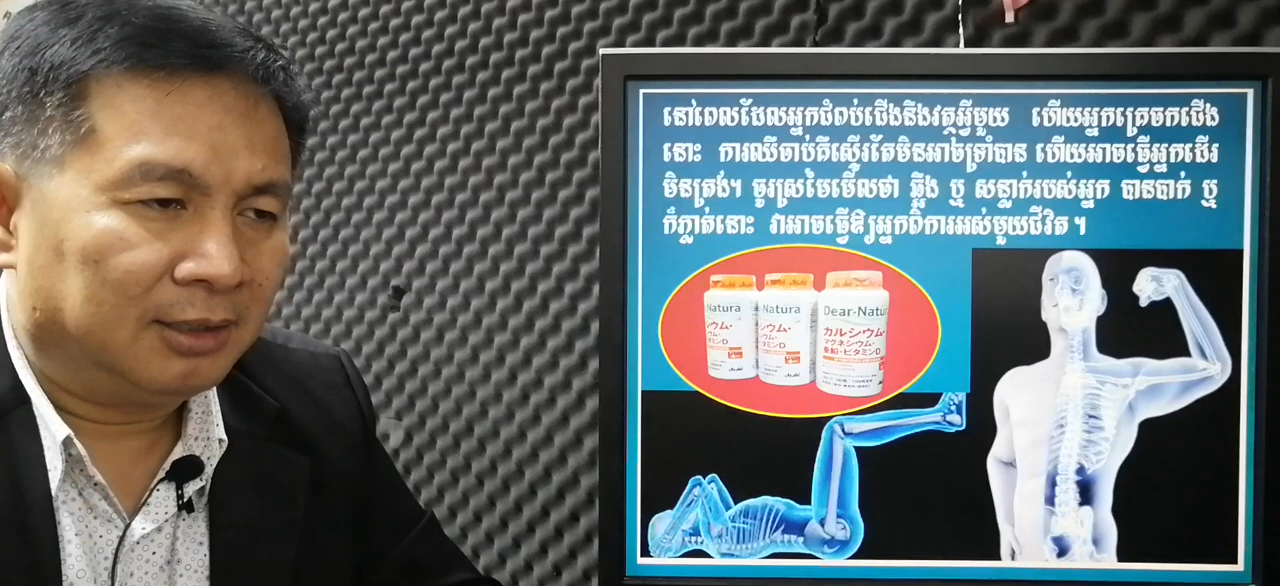 នៅពេលដែលអ្នកជំពប់ជើងនិងវត្ថុអ្វីមួយ ហើយអ្នកគ្រេចកជើង
នោះ ការឈឺចាប់គឺស្ទើរតែមិនអាចទ្រាំបាន ហើយអាចធ្វើអ្នកដើរ
មិនត្រង់។ ចូរស្រមៃមើលថា ឆ្អឹង ឬ សន្លាក់របស់អ្នក បានបាក់ ឬ
ក៏ភ្លាត់នោះ វាអាចធ្វើឱ្យអ្នកពិការអស់មួយជីវិត ។
Natura
Natura
Dear-Natura
カルシウム・
マグネシウム・
亜鉛・ビタミンD
Asahi